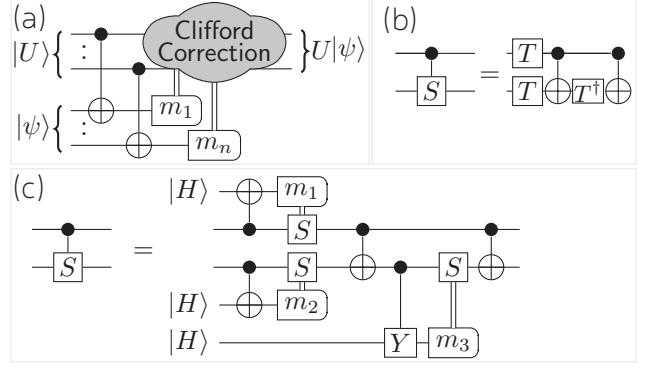 (a)
|U⟩
Clifford
Correction
U|ψ⟩
|ψ⟩
m₁
mₙ
(b)
S
=
T
T T†
(c)
|H⟩ m₁
S
S = S S
|H⟩ m₂
|H⟩ Y m₃